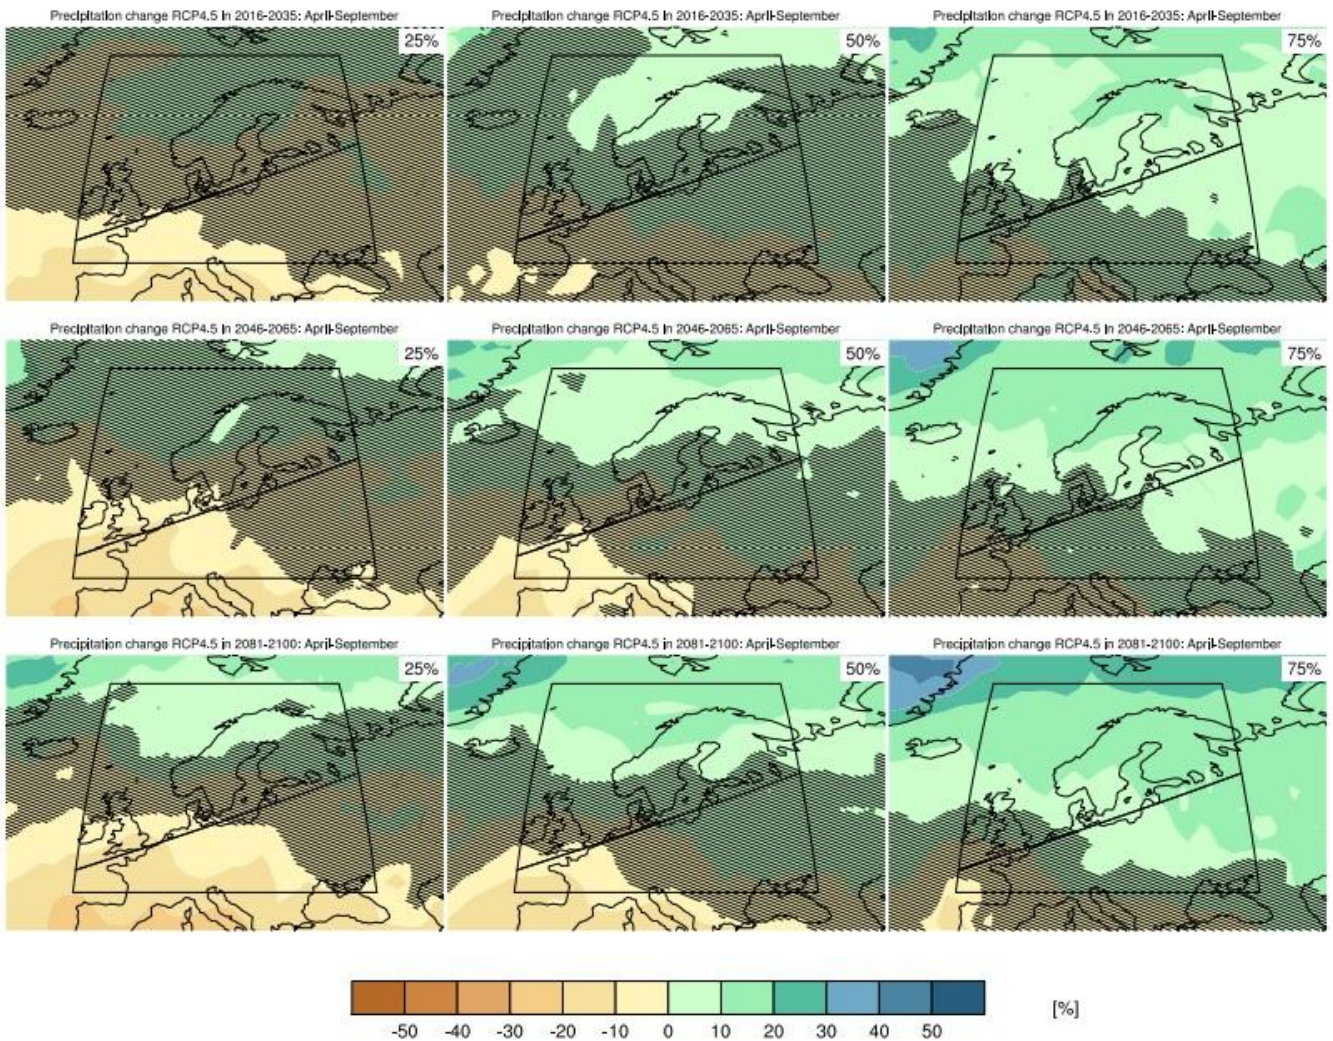 Precipitation change RCP4.5 in 2016-2035: April-September
25%
Precipitation change RCP4.5 in 2016-2035: April-September
50%
Precipitation change RCP4.5 in 2016-2035: April-September
75%
Precipitation change RCP4.5 in 2046-2065: April-September
25%
Precipitation change RCP4.5 in 2046-2065: April-September
50%
Precipitation change RCP4.5 in 2046-2065: April-September
75%
Precipitation change RCP4.5 in 2081-2100: April-September
25%
Precipitation change RCP4.5 in 2081-2100: April-September
50%
Precipitation change RCP4.5 in 2081-2100: April-September
75%
[%]
-50 -40 -30 -20 -10 0 10 20 30 40 50